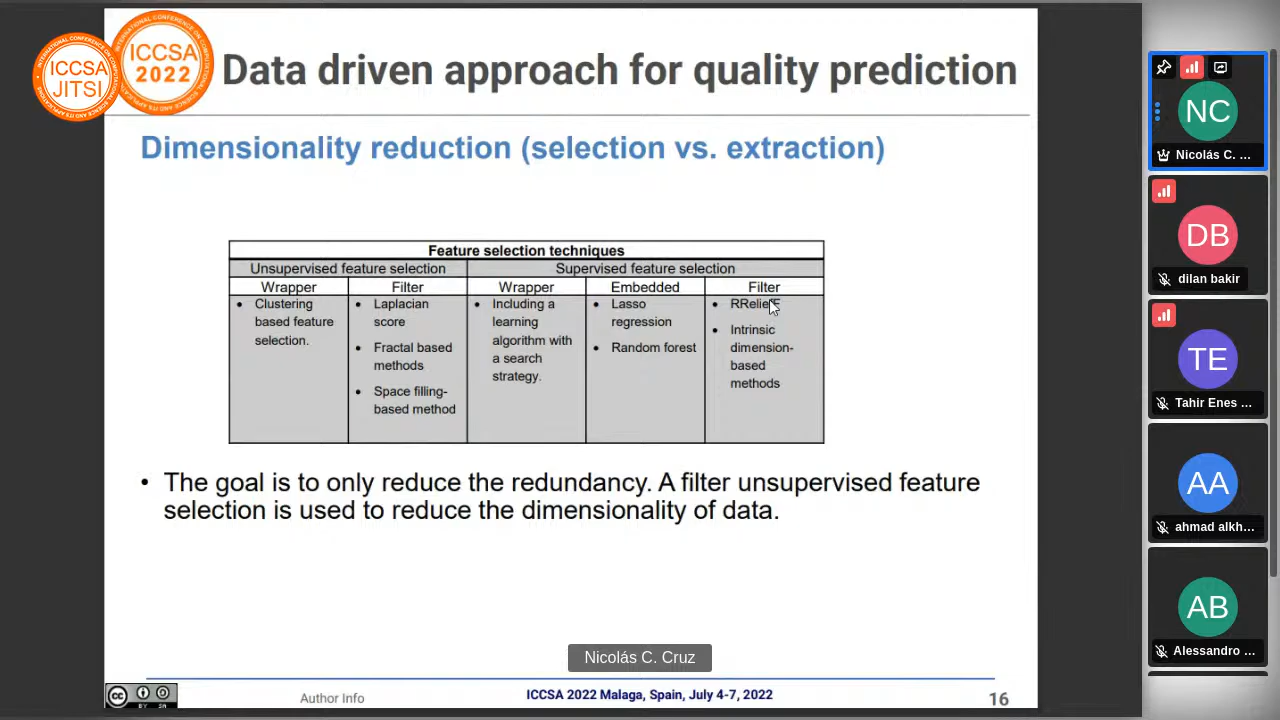 ICCSA
JITSI
ICCSA
2022
Data driven approach for quality prediction
Dimensionality reduction (selection vs. extraction)
Feature selection techniques
Unsupervised feature selection
Supervised feature selection
Wrapper
Filter
Wrapper
Embedded
Filter
• Clustering
based feature
selection.
• Laplacian
score
• Fractal based
methods
• Space filling-
based method
• Including a
learning
algorithm with
a search
strategy.
• Lasso
regression
• Random forest
• RReliefF
• Intrinsic
dimension-
based
methods
• The goal is to only reduce the redundancy. A filter unsupervised feature
selection is used to reduce the dimensionality of data.
Nicolás C. Cruz
cc
BY SA
Author Info
ICCSA 2022 Malaga, Spain, July 4-7, 2022
16
NC
Nicolás C. ...
DB
dilan bakir
TE
Tahir Enes ...
AA
ahmad alkh...
AB
Alessandro ...